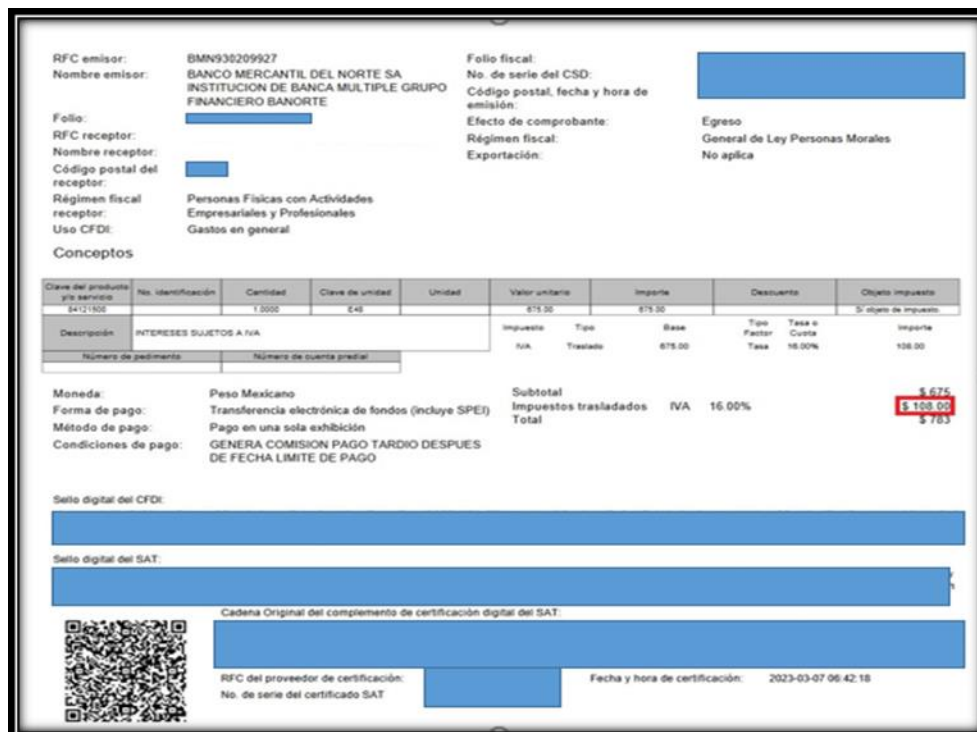 RFC emisor: BMN930209927
Nombre emisor: BANCO MERCANTIL DEL NORTE SA
INSTITUCION DE BANCA MULTIPLE GRUPO
FINANCIERO BANORTE
Folio:
RFC receptor:
Nombre receptor:
Código postal del
receptor:
Régimen fiscal Personas Físicas con Actividades
receptor: Empresariales y Profesionales
Uso CFDI: Gastos en general
Folio fiscal:
No. de serie del CSD:
Código postal, fecha y hora de
emisión:
Efecto de comprobante: Egreso
Régimen fiscal: General de Ley Personas Morales
Exportación: No aplica
Conceptos
Clave del producto y/o servicio No. identificación Cantidad Clave de unidad Unidad Valor unitario Importe Descuento Objeto impuesto
84121500 1.0000 E48 675.00 675.00 Sí objeto de impuesto.
Descripción INTERESES SUJETOS A IVA
Impuesto Tipo Base Tipo Factor Tasa o Cuota Importe
IVA Traslado 675.00 Tasa 16.00% 108.00
Número de pedimento Número de cuenta predial
Moneda: Peso Mexicano
Forma de pago: Transferencia electrónica de fondos (incluye SPEI)
Método de pago: Pago en una sola exhibición
Condiciones de pago: GENERA COMISION PAGO TARDIO DESPUES
DE FECHA LIMITE DE PAGO
Subtotal $ 675
Impuestos trasladados IVA 16.00% $ 108.00
Total $ 783
Sello digital del CFDI:
Sello digital del SAT:
Cadena Original del complemento de certificación digital del SAT:
RFC del proveedor de certificación: Fecha y hora de certificación: 2023-03-07 06:42:18
No. de serie del certificado SAT